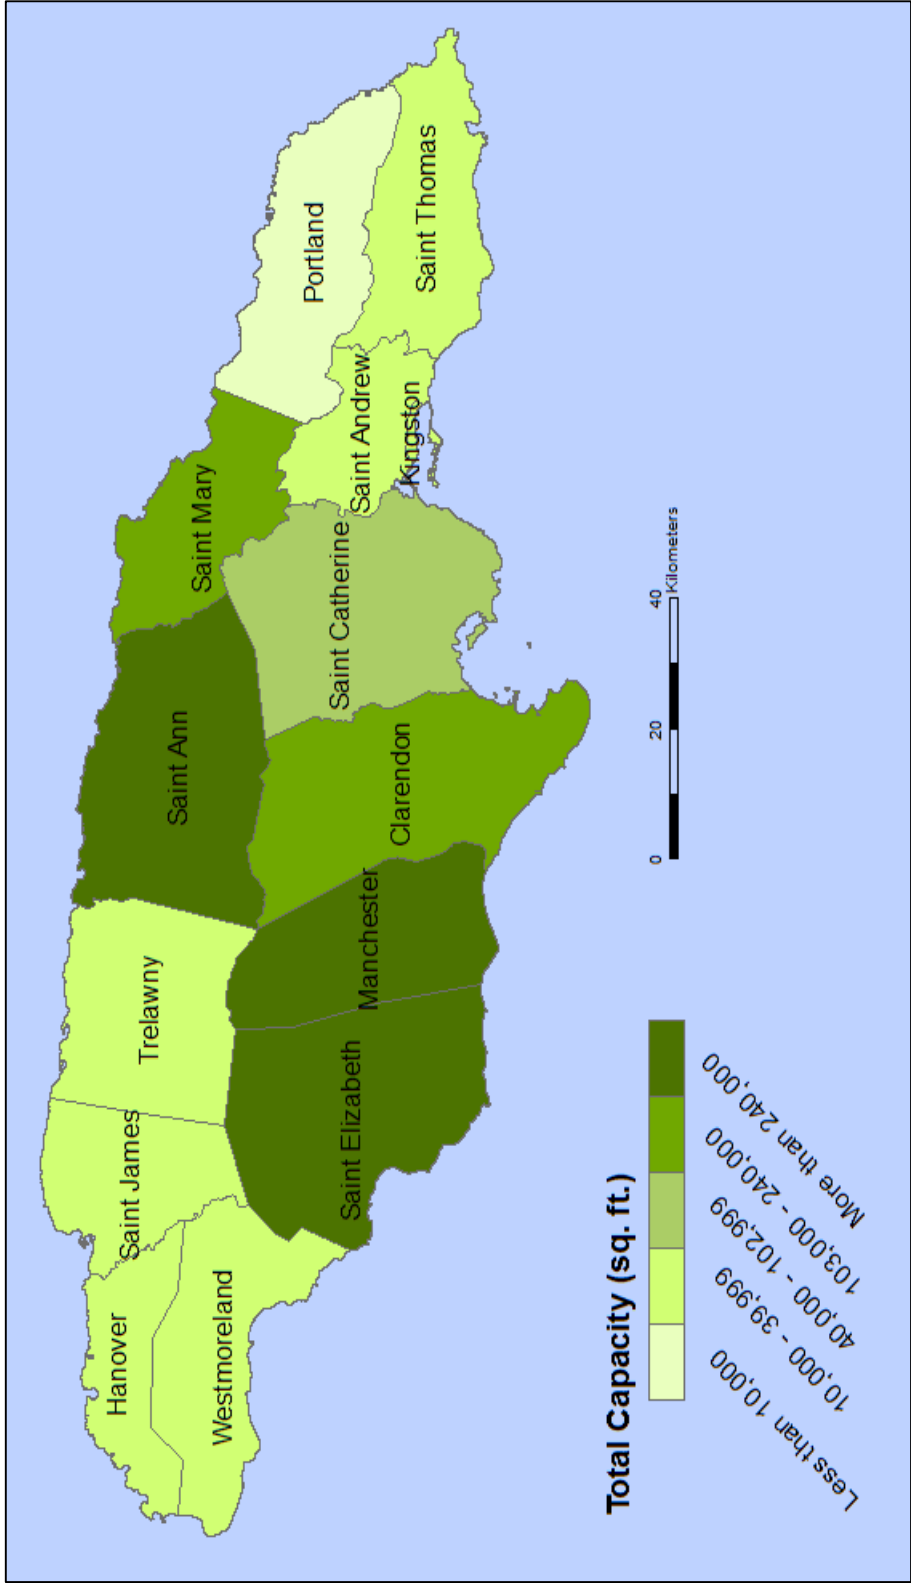 Portland
Saint Thomas
Saint Andrew
Kingston
Saint Mary
Saint Catherine
Saint Ann
Clarendon
Manchester
Trelawny
Saint Elizabeth
Saint James
Hanover
Westmoreland
Total Capacity (sq. ft.)
Less than 10,000
10,000 - 39,999
40,000 - 102,999
103,000 - 240,000
More than 240,000
0 20 40
Kilometers